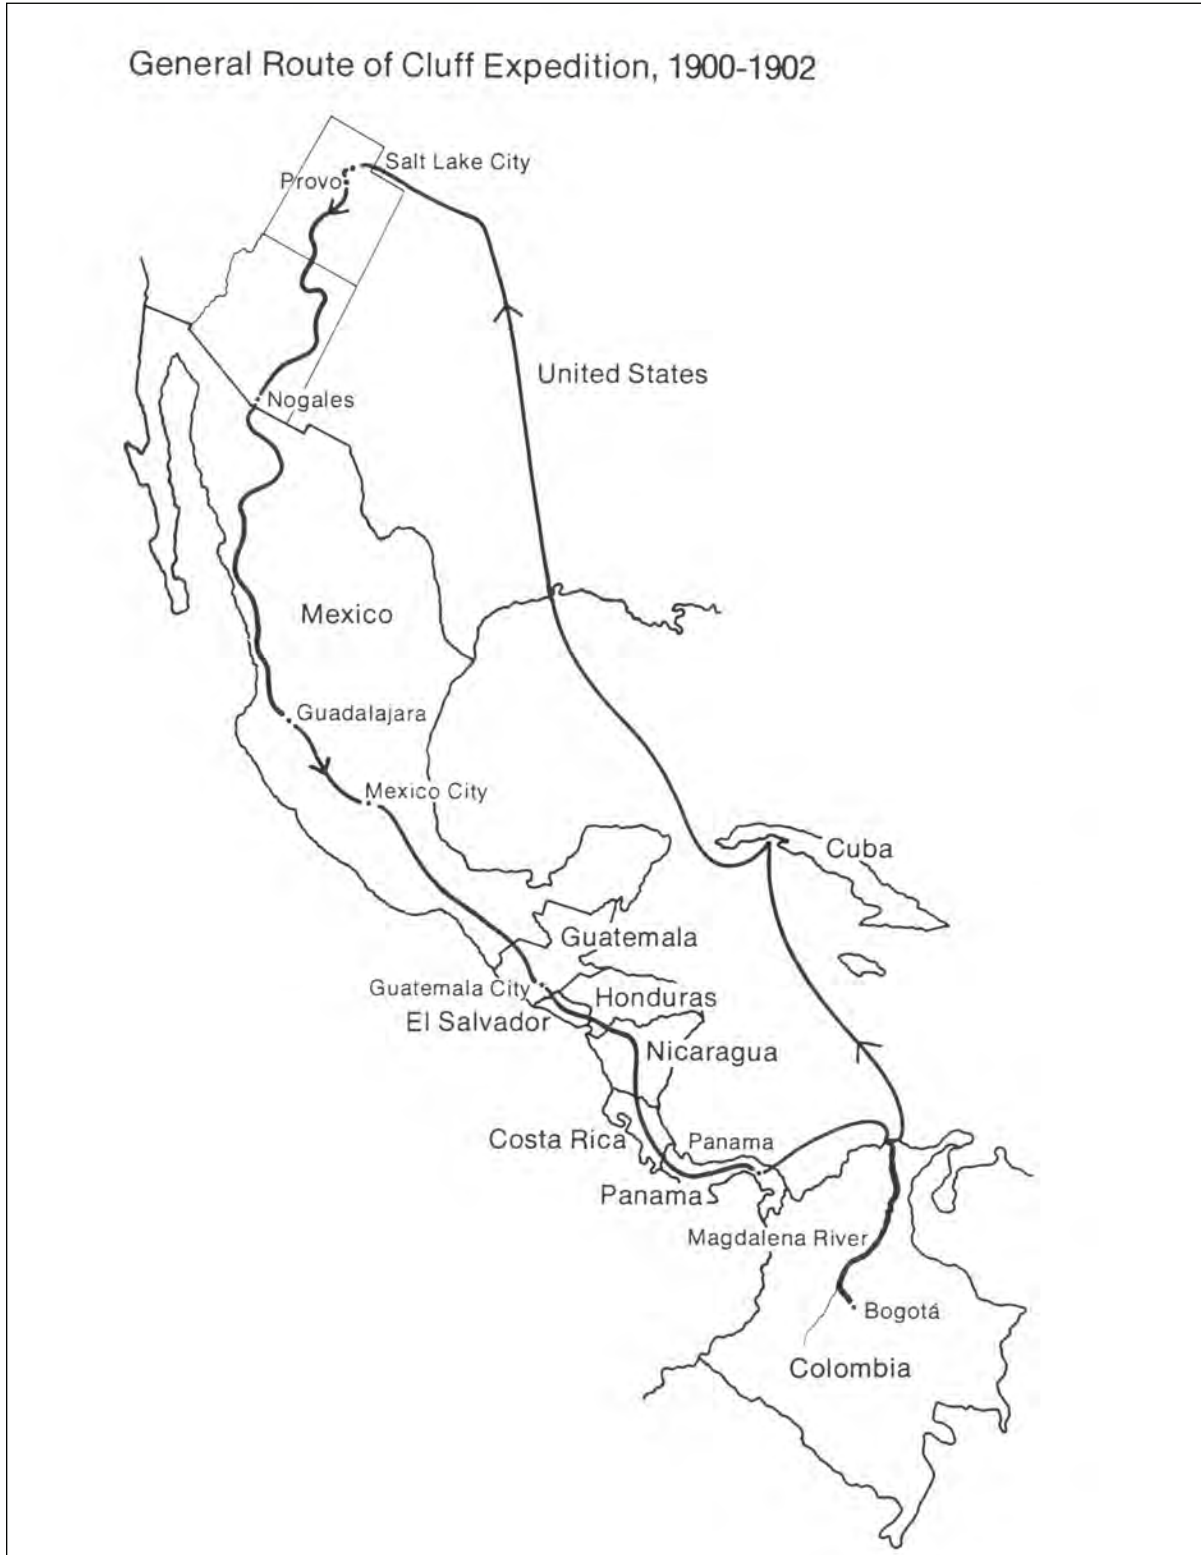 General Route of Cluff Expedition, 1900-1902
Salt Lake City
Provo
United States
Nogales
Mexico
Guadalajara
Mexico City
Cuba
Guatemala
Guatemala City
Honduras
El Salvador
Nicaragua
Costa Rica
Panama
Panama
Magdalena River
Bogotá
Colombia